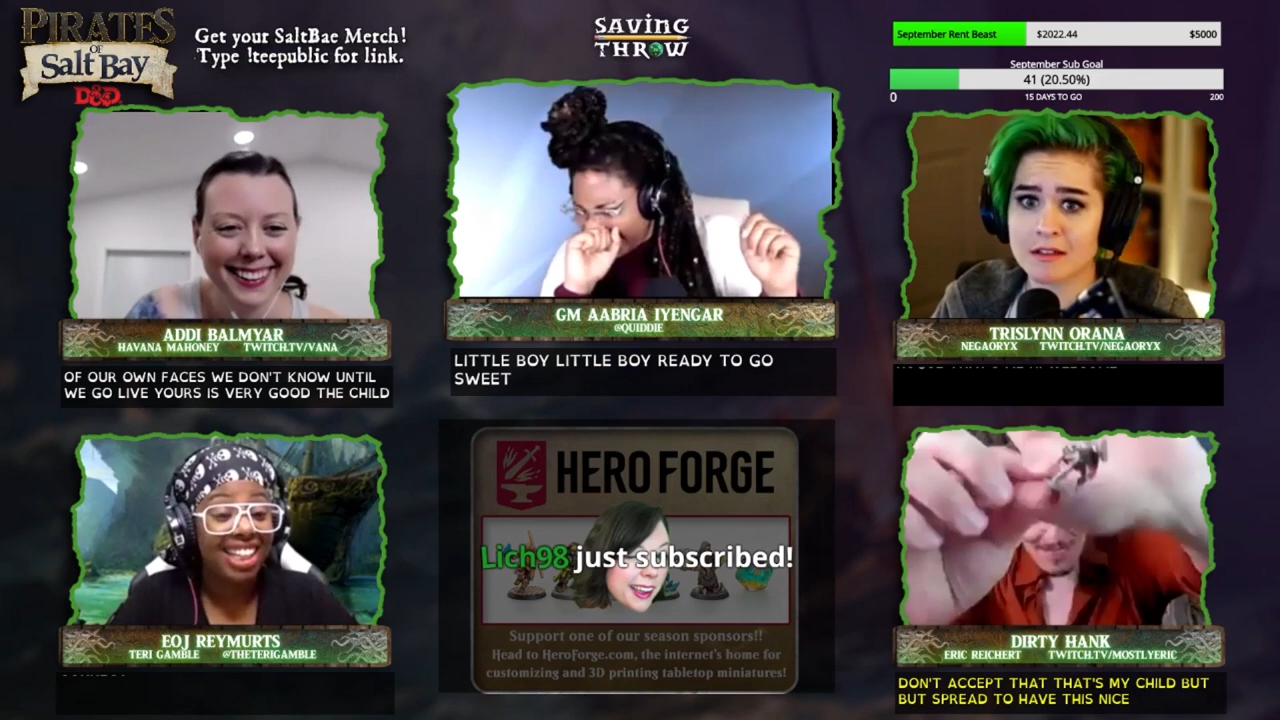 PIRATES
OF
Salt Bay
D&D
Get your SaltBae Merch!
Type !teepublic for link.
SAVING
THROW
September Rent Beast $2022.44 $5000
September Sub Goal
41 (20.50%)
0 15 DAYS TO GO 200
ADDI BALMYAR
HAVANA MAHONEY TWITCH.TV/VANA
OF OUR OWN FACES WE DON'T KNOW UNTIL
WE GO LIVE YOURS IS VERY GOOD THE CHILD
GM AABRIA IYENGAR
@QUIDDIE
LITTLE BOY LITTLE BOY READY TO GO
SWEET
TRISLYNN ORANA
NEGAORYX TWITCH.TV/NEGAORYX
EOJ REYMURTS
TERI GAMBLE @THETERIGAMBLE
HERO FORGE
Lich98 just subscribed!
Support one of our season sponsors!!
Head to HeroForge.com, the internet's home for
customizing and 3D printing tabletop miniatures!
DIRTY HANK
ERIC REICHERT TWITCH.TV/MOSTLYERIC
DON'T ACCEPT THAT THAT'S MY CHILD BUT
BUT SPREAD TO HAVE THIS NICE